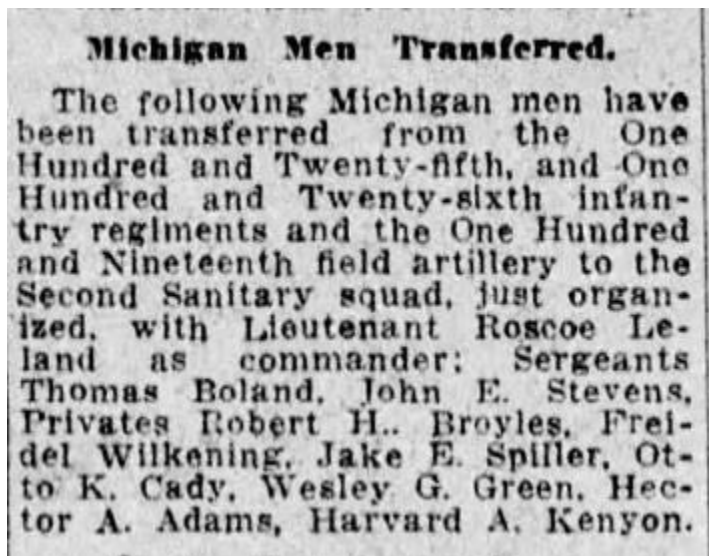 Michigan Men Transferred.
The following Michigan men have
been transferred from the One
Hundred and Twenty-fifth, and One
Hundred and Twenty-sixth infan-
try regiments and the One Hundred
and Nineteenth field artillery to the
Second Sanitary squad, just organ-
ized, with Lieutenant Roscoe Le-
land as commander: Sergeants
Thomas Boland, John E. Stevens,
Privates Robert H.. Broyles, Frei-
del Wilkening, Jake E. Spiller, Ot-
to K. Cady, Wesley G. Green, Hec-
tor A. Adams, Harvard A. Kenyon.